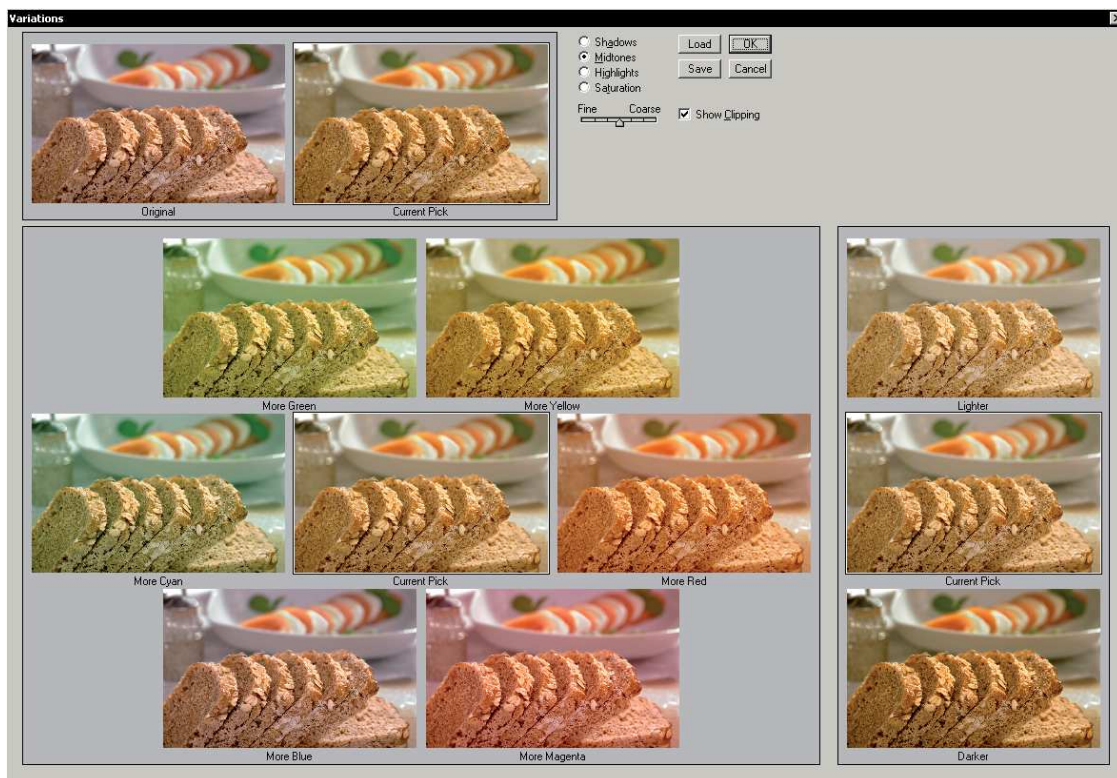 Variations
Original
Current Pick
Shadows
Midtones
Highlights
Saturation
Fine Coarse
Load
OK
Save
Cancel
Show Clipping
More Green
More Yellow
More Cyan
Current Pick
More Red
More Blue
More Magenta
Lighter
Current Pick
Darker